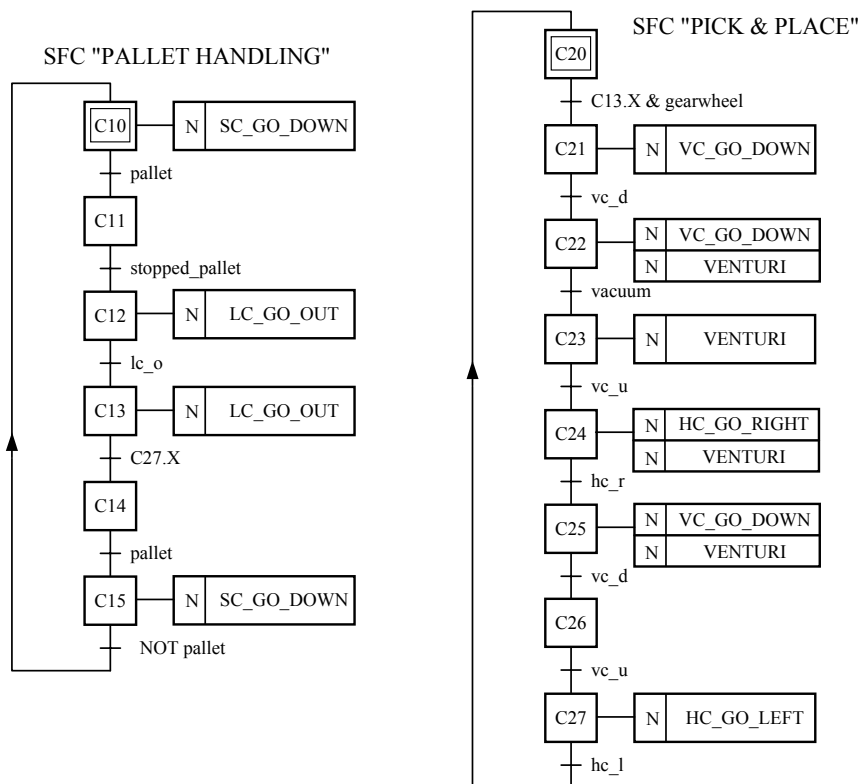 SFC "PALLET HANDLING"
C10
N SC_GO_DOWN
pallet
C11
stopped_pallet
C12
N LC_GO_OUT
lc_o
C13
N LC_GO_OUT
C27.X
C14
pallet
C15
N SC_GO_DOWN
NOT pallet
SFC "PICK & PLACE"
C20
C13.X & gearwheel
C21
N VC_GO_DOWN
vc_d
C22
N VC_GO_DOWN
N VENTURI
vacuum
C23
N VENTURI
vc_u
C24
N HC_GO_RIGHT
N VENTURI
hc_r
C25
N VC_GO_DOWN
N VENTURI
vc_d
C26
vc_u
C27
N HC_GO_LEFT
hc_l